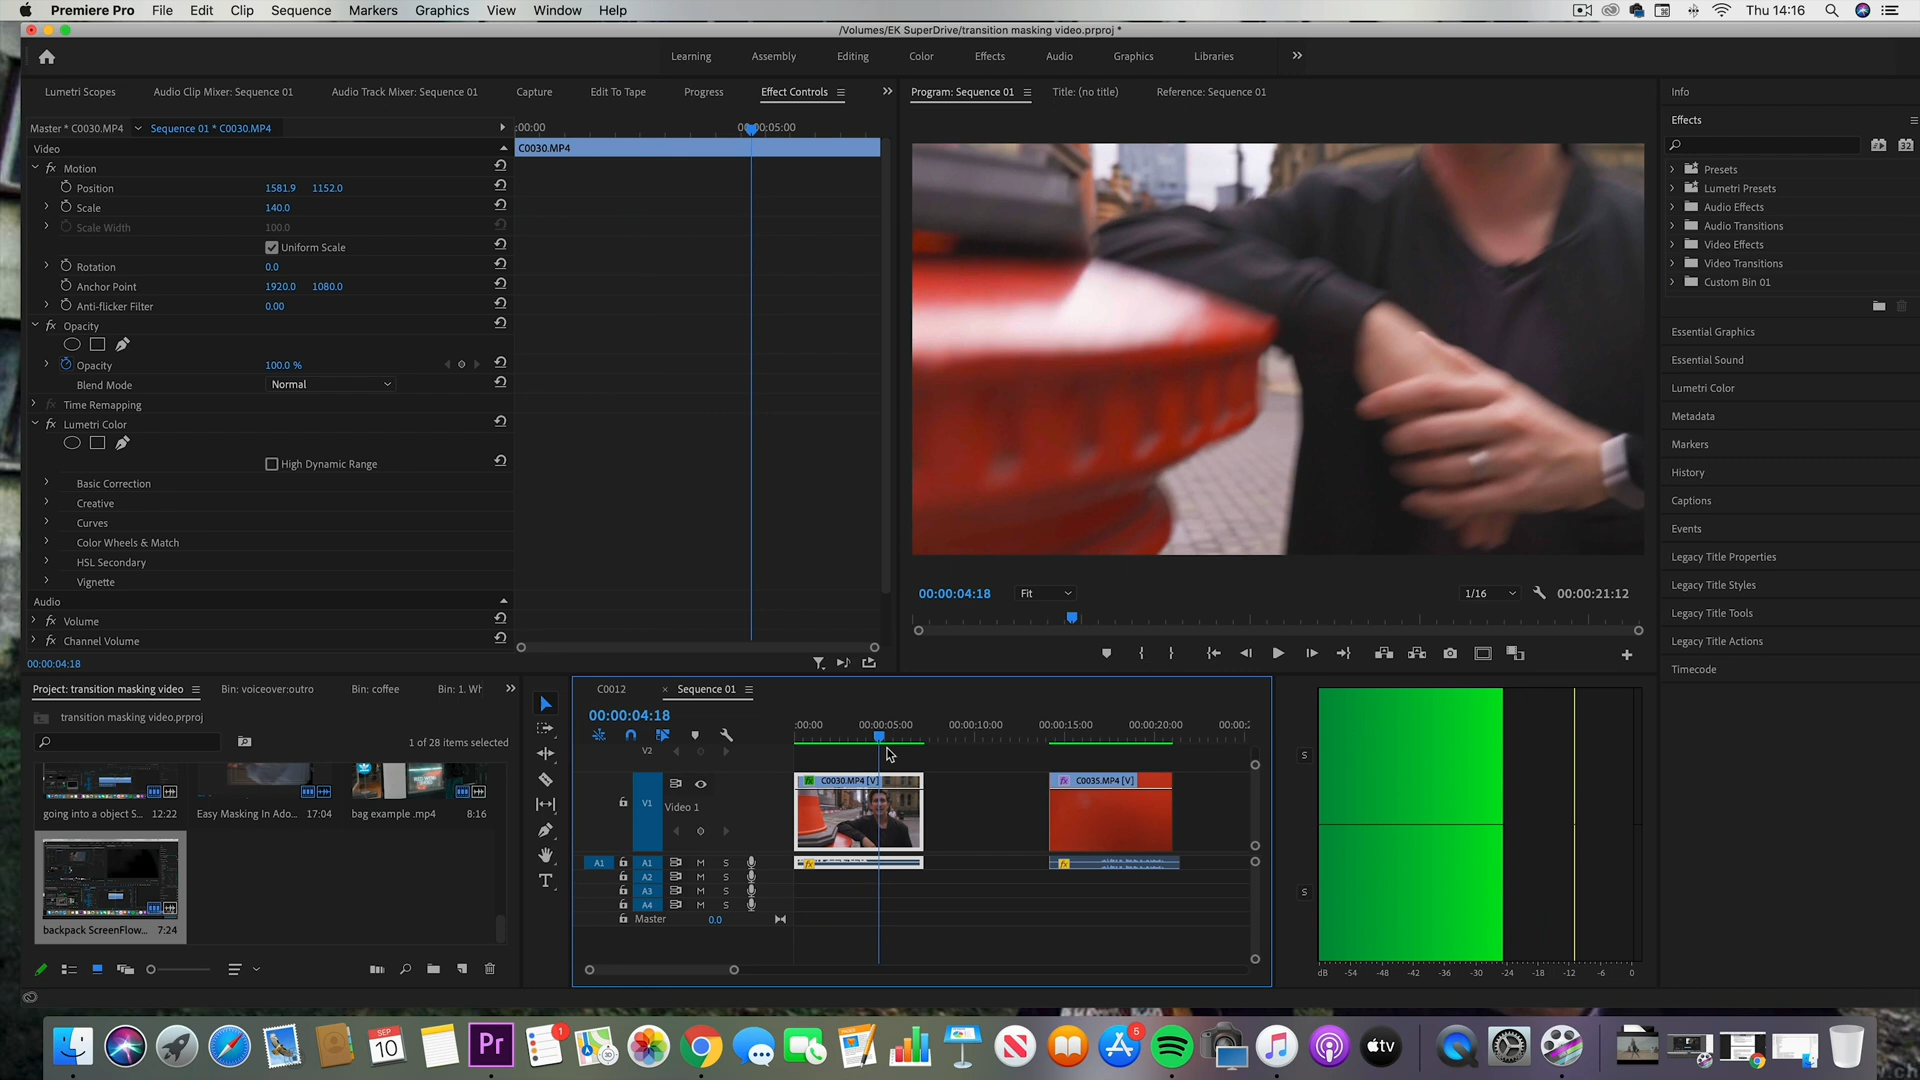 Premiere Pro File Edit Clip Sequence Markers Graphics View Window Help Thu 14:16
/Volumes/EK SuperDrive/transition masking video.prproj *
Learning Assembly Editing Color Effects Audio Graphics Libraries
Lumetri Scopes Audio Clip Mixer: Sequence 01 Audio Track Mixer: Sequence 01 Capture Edit To Tape Progress Effect Controls
Program: Sequence 01 Title: (no title) Reference: Sequence 01
Info
Effects
Master * C0030.MP4 Sequence 01 * C0030.MP4
:00:00 00:00:05:00
Video
C0030.MP4
Motion
Position 1581.9 1152.0
Scale 140.0
Scale Width 100.0
Uniform Scale
Rotation 0.0
Anchor Point 1920.0 1080.0
Anti-flicker Filter 0.00
Opacity
Opacity 100.0 %
Blend Mode Normal
Time Remapping
Lumetri Color
High Dynamic Range
Basic Correction
Creative
Curves
Color Wheels & Match
HSL Secondary
Vignette
Audio
Volume
Channel Volume
00:00:04:18
00:00:04:18 Fit 1/16 00:00:21:12
32
Presets
Lumetri Presets
Audio Effects
Audio Transitions
Video Effects
Video Transitions
Custom Bin 01
Essential Graphics
Essential Sound
Lumetri Color
Metadata
Markers
History
Captions
Events
Legacy Title Properties
Legacy Title Styles
Legacy Title Tools
Legacy Title Actions
Timecode
Project: transition masking video Bin: voiceover:outro Bin: coffee Bin: 1. Wh
transition masking video.prproj
1 of 28 items selected
going into a object S... 12:22
Easy Masking In Ado... 17:04
bag example .mp4 8:16
backpack ScreenFlow... 7:24
C0012 × Sequence 01
00:00:04:18
:00:00 00:00:05:00 00:00:10:00 00:00:15:00 00:00:20:00 00:00:2
V2
V1 Video 1
C0030.MP4 [V] C0035.MP4 [V]
A1 A1 M S
A2 M S
A3 M S
A4 M S
Master 0.0
S
S
dB -54 -48 -42 -36 -30 -24 -18 -12 -6 0
SEP
10
Pr
1
5
tv